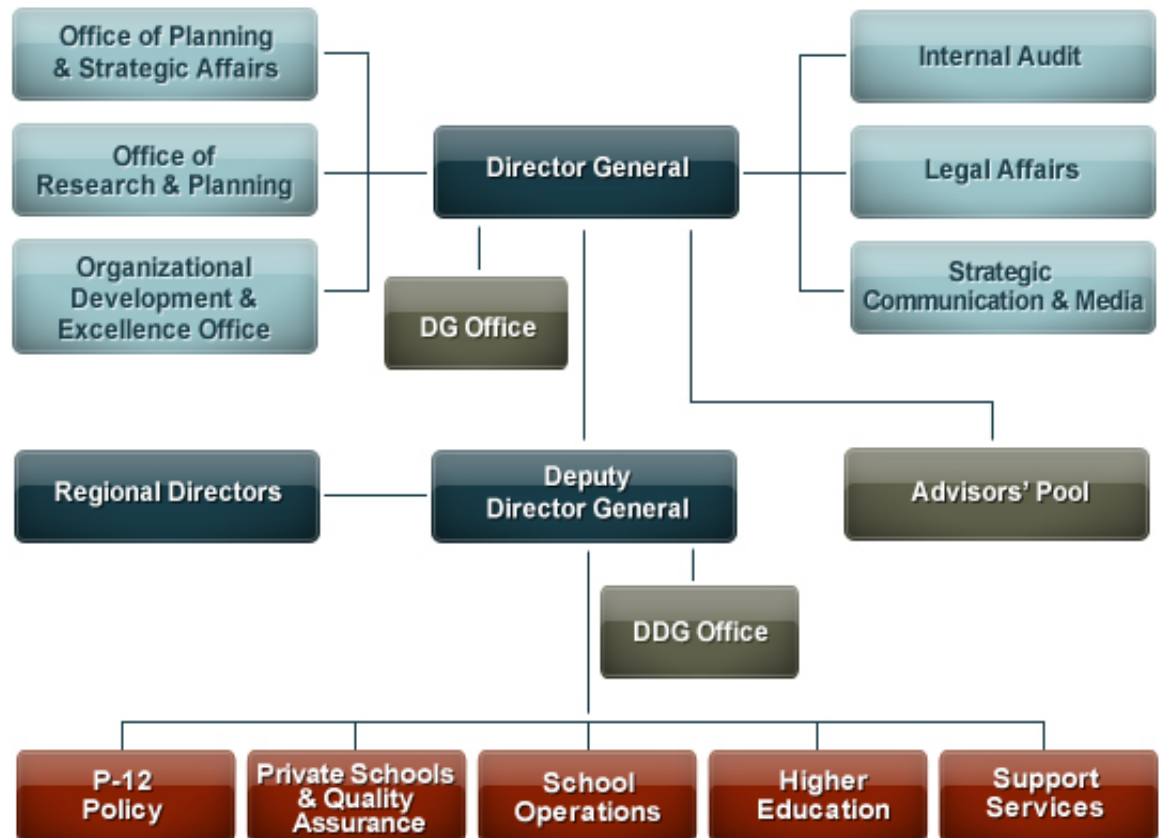 Office of Planning
& Strategic Affairs
Internal Audit
Office of
Research & Planning
Director General
Legal Affairs
Organizational
Development &
Excellence Office
DG Office
Strategic
Communication & Media
Regional Directors
Deputy
Director General
Advisors’ Pool
DDG Office
P-12
Policy
Private Schools
& Quality
Assurance
School
Operations
Higher
Education
Support
Services